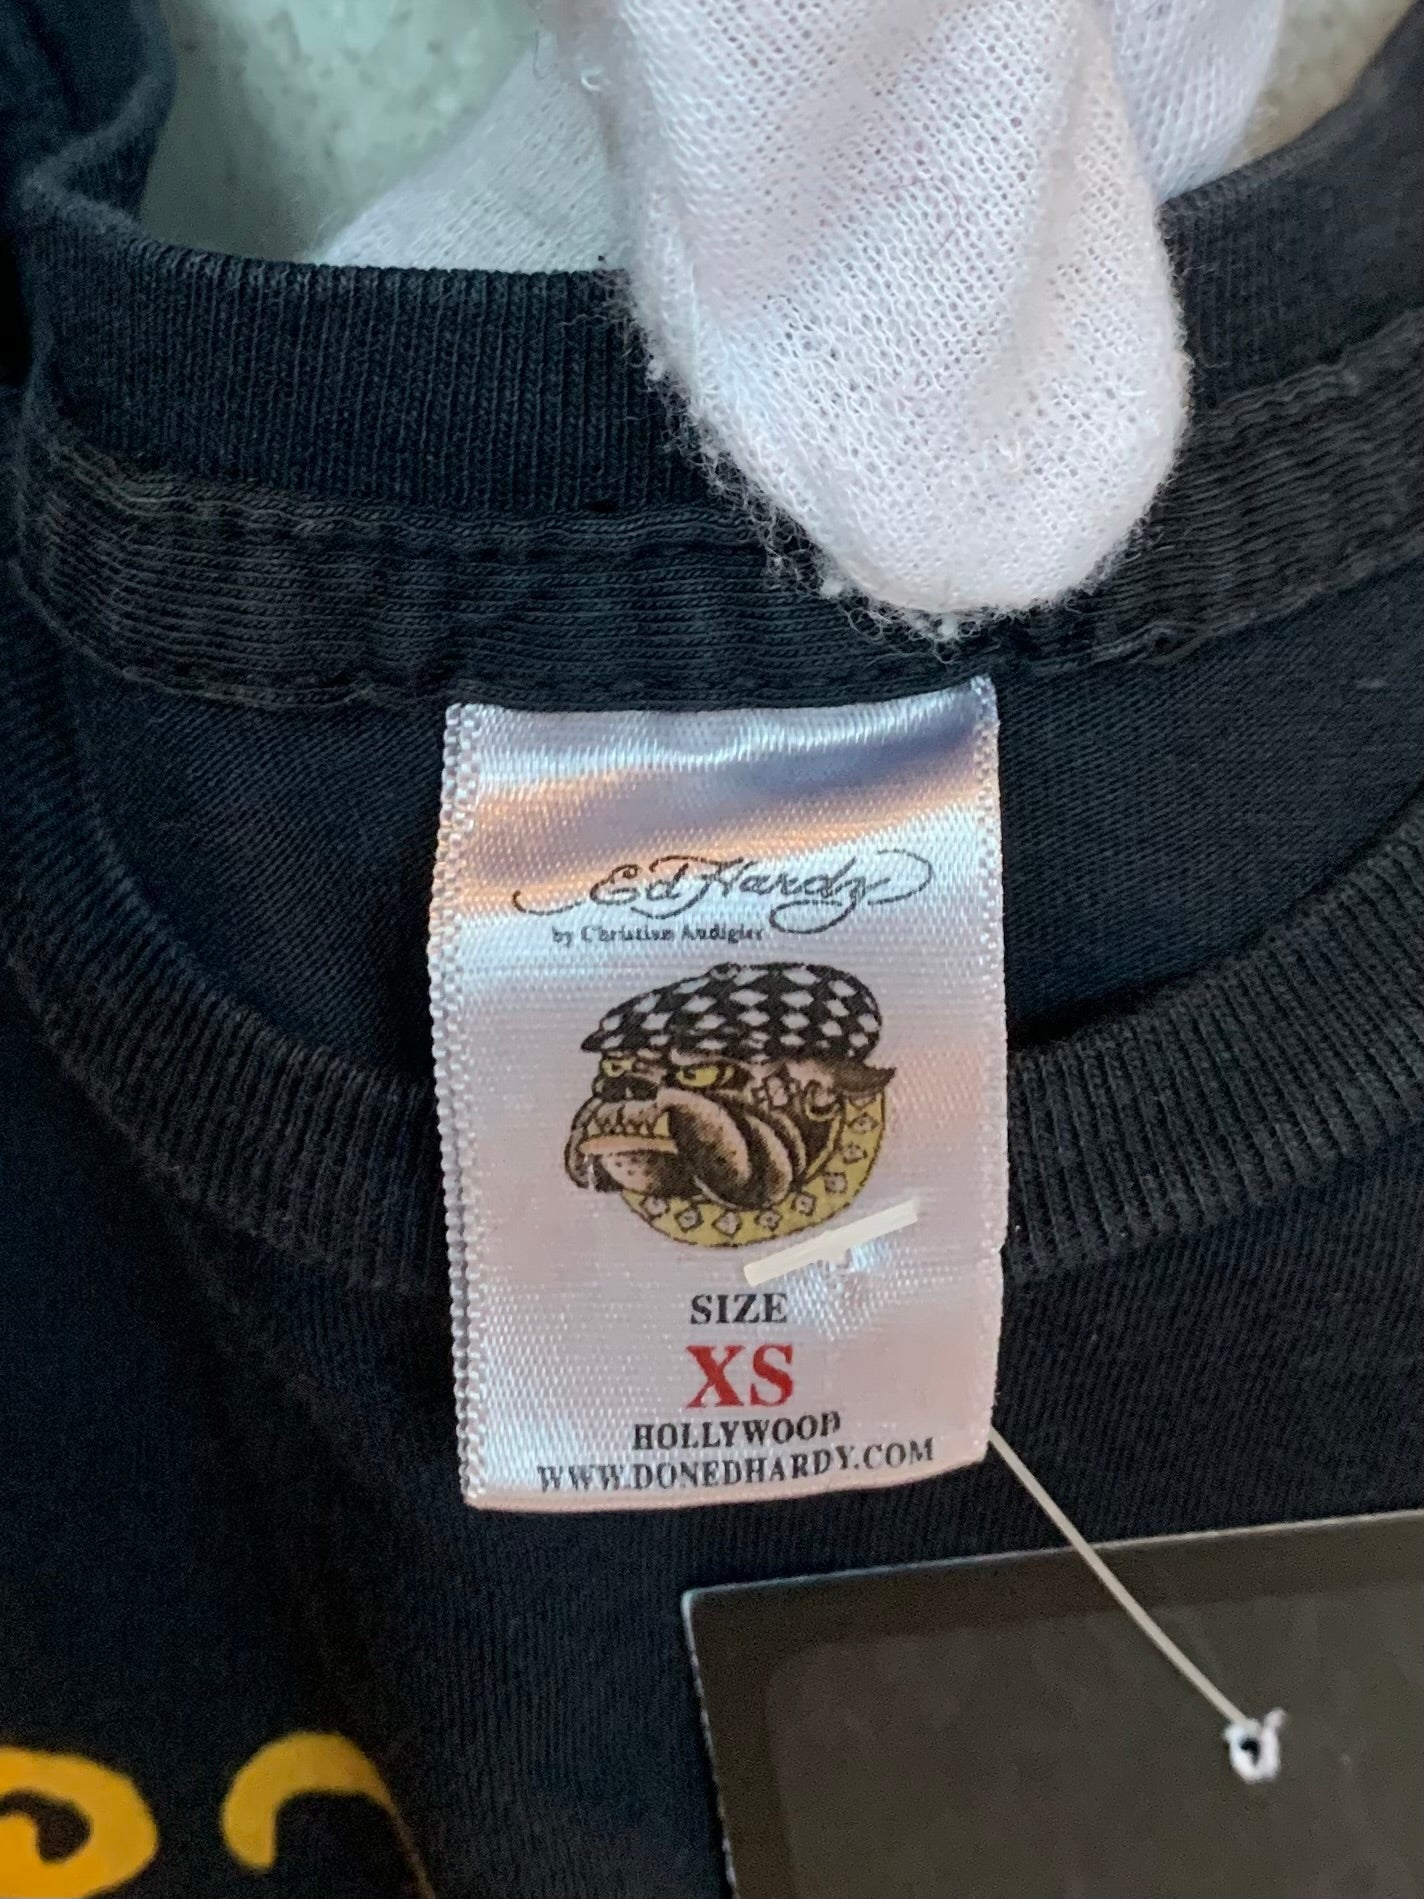 Ed Hardy
by Christian Audigier
SIZE
XS
HOLLYWOOD
WWW.DONEDHARDY.COM